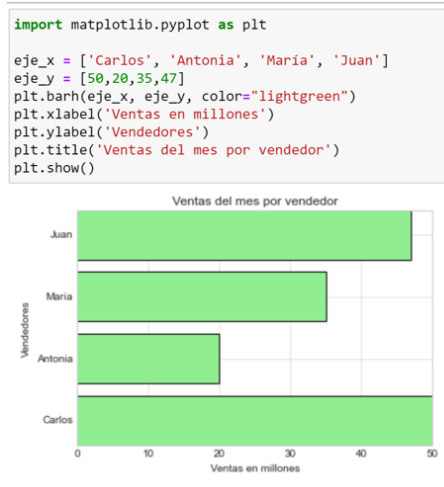 import matplotlib.pyplot as plt
eje_x = ['Carlos', 'Antonia', 'María', 'Juan']
eje_y = [50,20,35,47]
plt.barh(eje_x, eje_y, color="lightgreen")
plt.xlabel('Ventas en millones')
plt.ylabel('Vendedores')
plt.title('Ventas del mes por vendedor')
plt.show()
Ventas del mes por vendedor
Juan
María
Antonia
Carlos
Vendedores
0 10 20 30 40 50
Ventas en millones